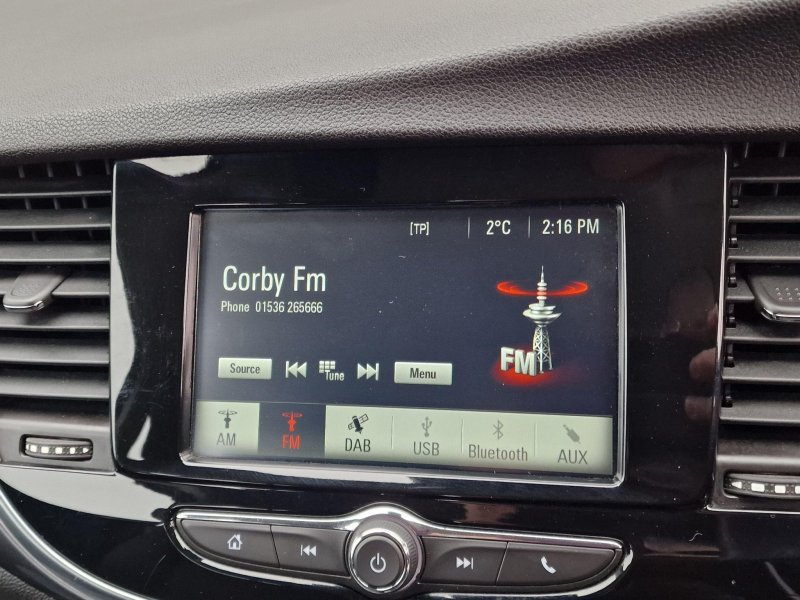 [TP] 2°C 2:16 PM
Corby Fm
Phone 01536 265666
FM
Source Tune Menu
AM FM DAB USB Bluetooth AUX